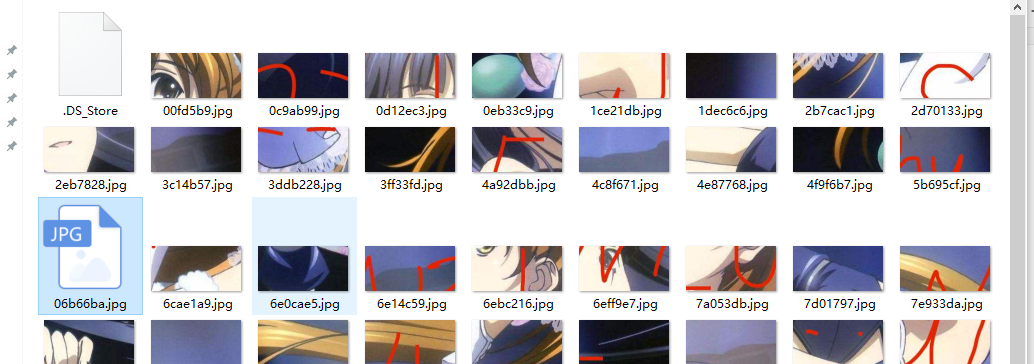 .DS_Store 00fd5b9.jpg 0c9ab99.jpg 0d12ec3.jpg 0eb33c9.jpg 1ce21db.jpg 1dec6c6.jpg 2b7cac1.jpg 2d70133.jpg
2eb7828.jpg 3c14b57.jpg 3ddb228.jpg 3ff33fd.jpg 4a92dbb.jpg 4c8f671.jpg 4e87768.jpg 4f9f6b7.jpg 5b695cf.jpg
JPG
06b66ba.jpg 6cae1a9.jpg 6e0cae5.jpg 6e14c59.jpg 6ebc216.jpg 6eff9e7.jpg 7a053db.jpg 7d01797.jpg 7e933da.jpg